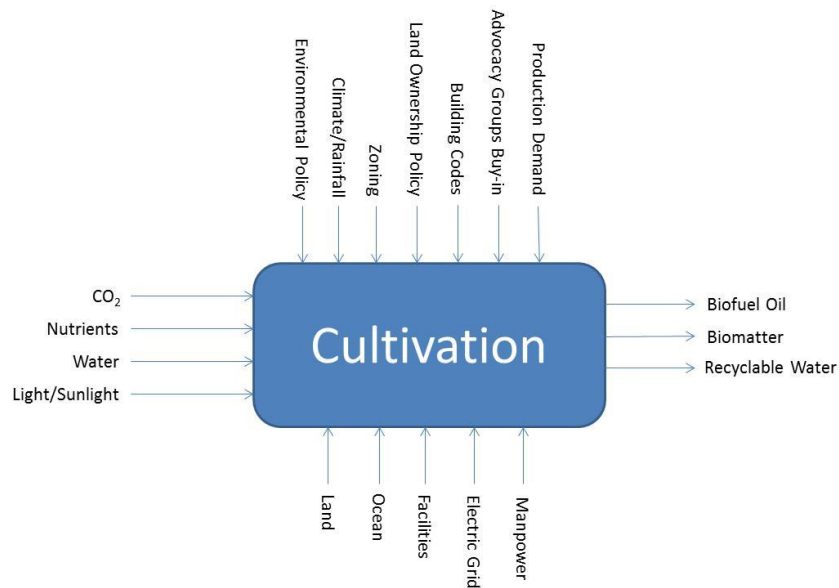 Environmental Policy
Climate/Rainfall
Zoning
Land Ownership Policy
Building Codes
Advocacy Groups Buy-in
Production Demand
CO₂
Nutrients
Water
Light/Sunlight
Cultivation
Biofuel Oil
Biomatter
Recyclable Water
Land
Ocean
Facilities
Electric Grid
Manpower